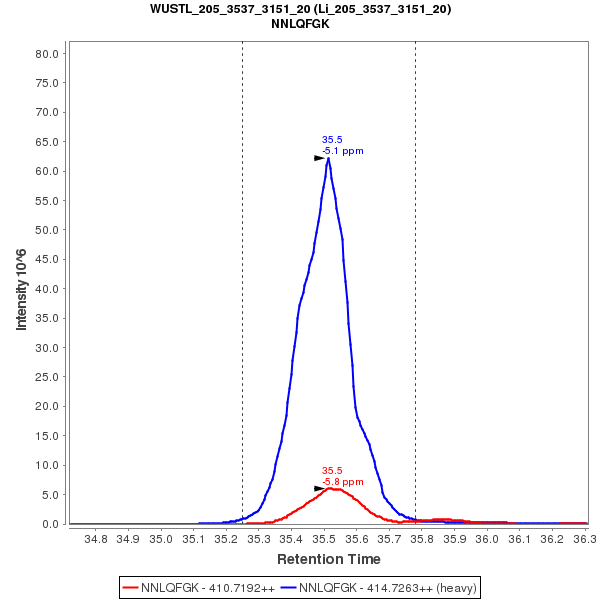 WUSTL_205_3537_3151_20 (Li_205_3537_3151_20)
NNLQFGK
80.0
75.0
70.0
65.0
60.0
55.0
50.0
45.0
40.0
35.0
30.0
25.0
20.0
15.0
10.0
5.0
0.0
Intensity 10^6
35.5
-5.1 ppm
35.5
-5.8 ppm
34.8 34.9 35.0 35.1 35.2 35.3 35.4 35.5 35.6 35.7 35.8 35.9 36.0 36.1 36.2 36.3
Retention Time
NNLQFGK - 410.7192++ NNLQFGK - 414.7263++ (heavy)